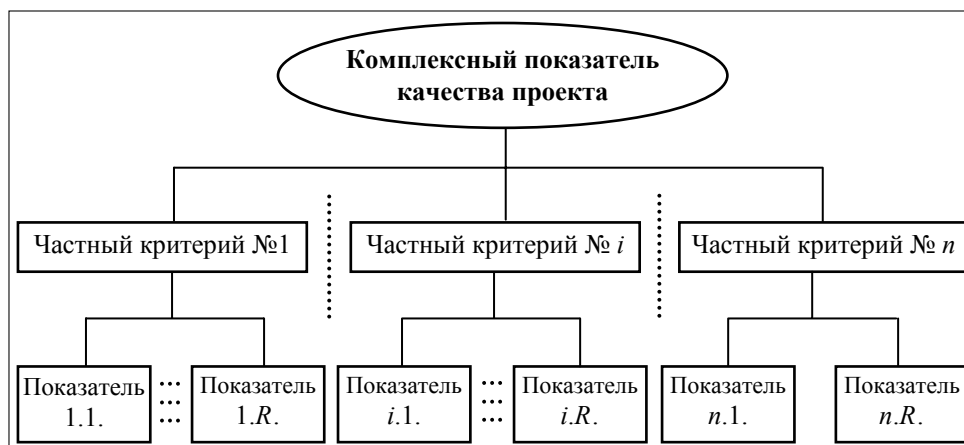 Комплексный показатель
качества проекта
Частный критерий №1
Частный критерий № i
Частный критерий № n
Показатель
1.1.
...
...
Показатель
1.R.
Показатель
i.1.
...
...
Показатель
i.R.
Показатель
n.1.
Показатель
n.R.